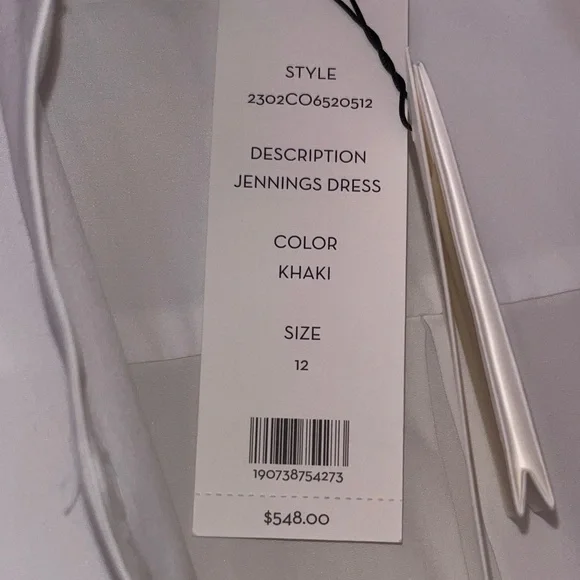 STYLE
2302CO6520512
DESCRIPTION
JENNINGS DRESS
COLOR
KHAKI
SIZE
12
190738754273
$548.00